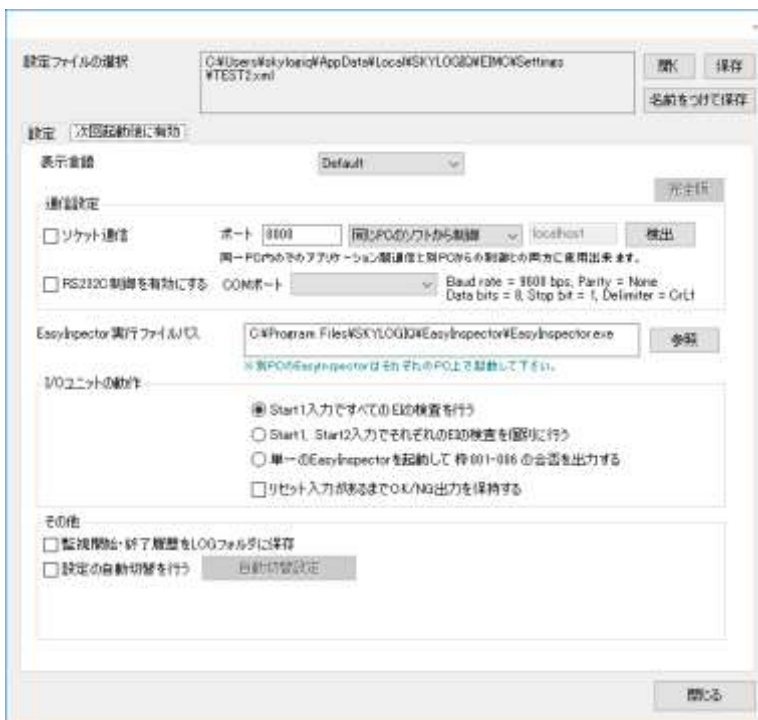 設定ファイルの選択
C:¥Users¥skylogiq¥AppData¥Local¥SKYLOGIQ¥EIMC¥Settings
¥TEST2.xml
開く
保存
名前をつけて保存
設定
次回起動後に有効
表示言語
Default
完全版
通信設定
ソケット通信
ポート
8000
同じPCのソフトから制御
localhost
検出
同一PC内でのアプリケーション間通信と別PCからの制御との両方に使用出来ます。
RS232C制御を有効にする
COMポート
Baud rate = 9600 bps, Parity = None
Data bits = 8, Stop bit = 1, Delimiter = CrLf
EasyInspector実行ファイルパス
C:¥Program Files¥SKYLOGIQ¥EasyInspector¥EasyInspector.exe
参照
※別PCのEasyInspectorはそれぞれのPC上で起動して下さい。
I/Oユニットの動作
Start1入力ですべてのEIの検査を行う
Start1, Start2入力でそれぞれのEIの検査を個別に行う
単一のEasyInspectorを起動して 枠001-006 の合否を出力する
リセット入力があるまでOK/NG出力を保持する
その他
監視開始・終了履歴をLOGフォルダに保存
設定の自動切替を行う
自動切替設定
閉じる